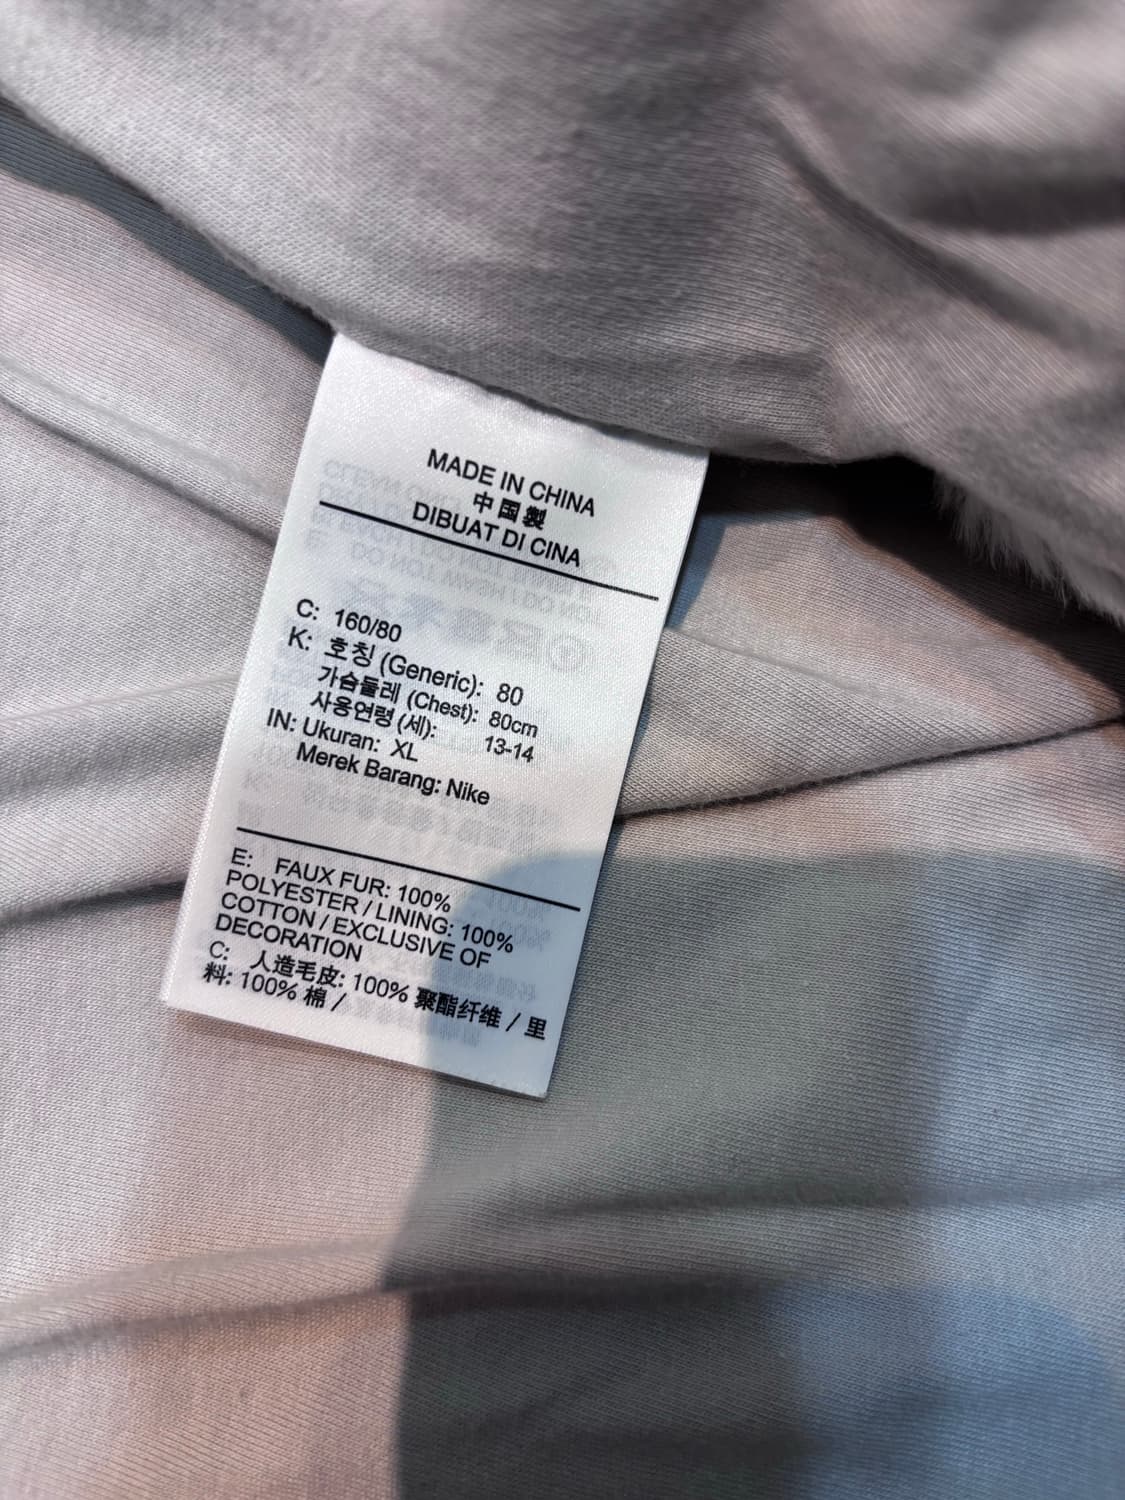 MADE IN CHINA
中国製
DIBUAT DI CINA
C: 160/80
K: 호칭 (Generic): 80
가슴둘레 (Chest): 80cm
사용연령 (세): 13-14
IN: Ukuran: XL
Merek Barang: Nike
E: FAUX FUR: 100%
POLYESTER / LINING: 100%
COTTON / EXCLUSIVE OF
DECORATION
C: 人造毛皮: 100% 聚酯纤维 / 里
料: 100% 棉 /